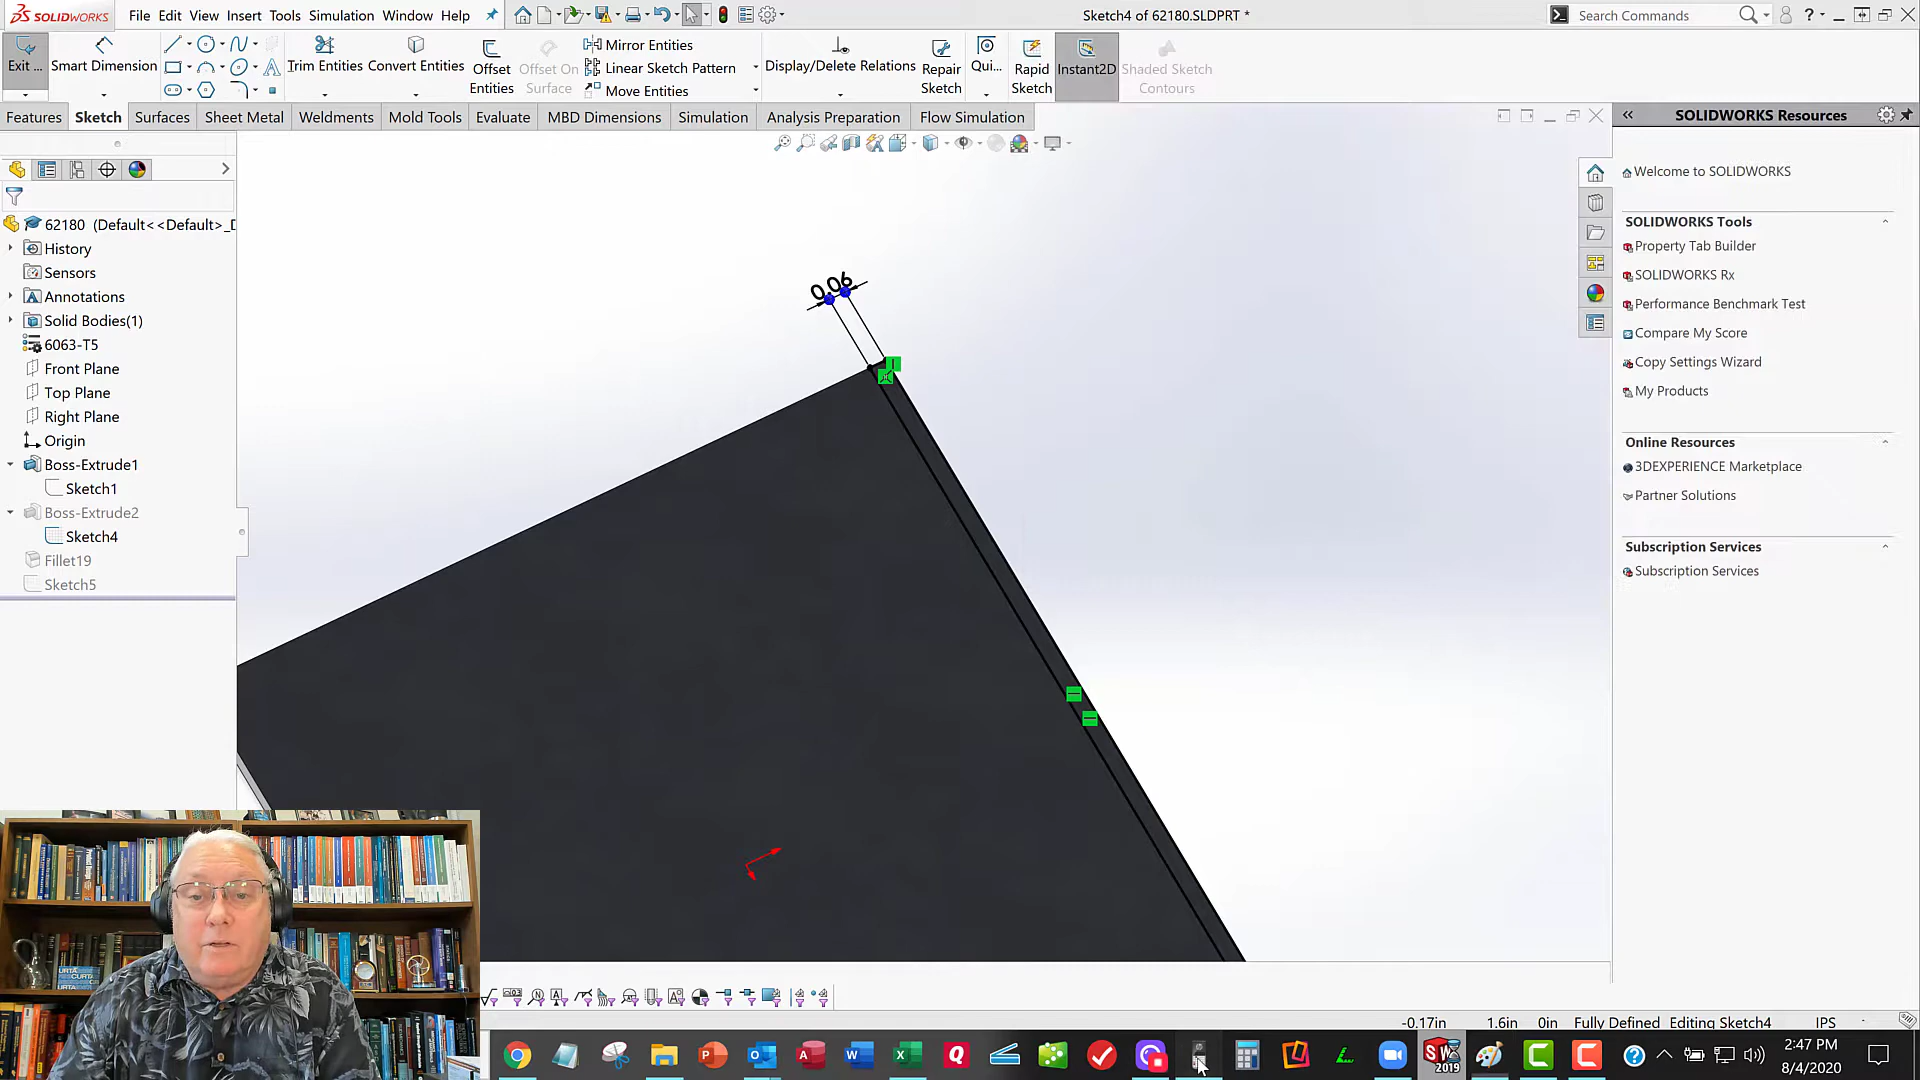 SOLIDWORKS File Edit View Insert Tools Simulation Window Help Sketch4 of 62180.SLDPRT * Search Commands ?
Exit ... Smart Dimension Trim Entities Convert Entities Offset Entities Offset On Surface Mirror Entities Linear Sketch Pattern Move Entities Display/Delete Relations Repair Sketch Qui... Rapid Sketch Instant2D Shaded Sketch Contours
Features Sketch Surfaces Sheet Metal Weldments Mold Tools Evaluate MBD Dimensions Simulation Analysis Preparation Flow Simulation
SOLIDWORKS Resources
62180 (Default<<Default>_D
History
Sensors
Annotations
Solid Bodies(1)
6063-T5
Front Plane
Top Plane
Right Plane
Origin
Boss-Extrude1
Sketch1
Boss-Extrude2
Sketch4
Fillet19
Sketch5
0.06
Welcome to SOLIDWORKS
SOLIDWORKS Tools
Property Tab Builder
SOLIDWORKS Rx
Performance Benchmark Test
Compare My Score
Copy Settings Wizard
My Products
Online Resources
3DEXPERIENCE Marketplace
Partner Solutions
Subscription Services
Subscription Services
CURTA
-0.17in 1.6in 0in Fully Defined Editing Sketch4 IPS
SW 2019
2:47 PM
8/4/2020